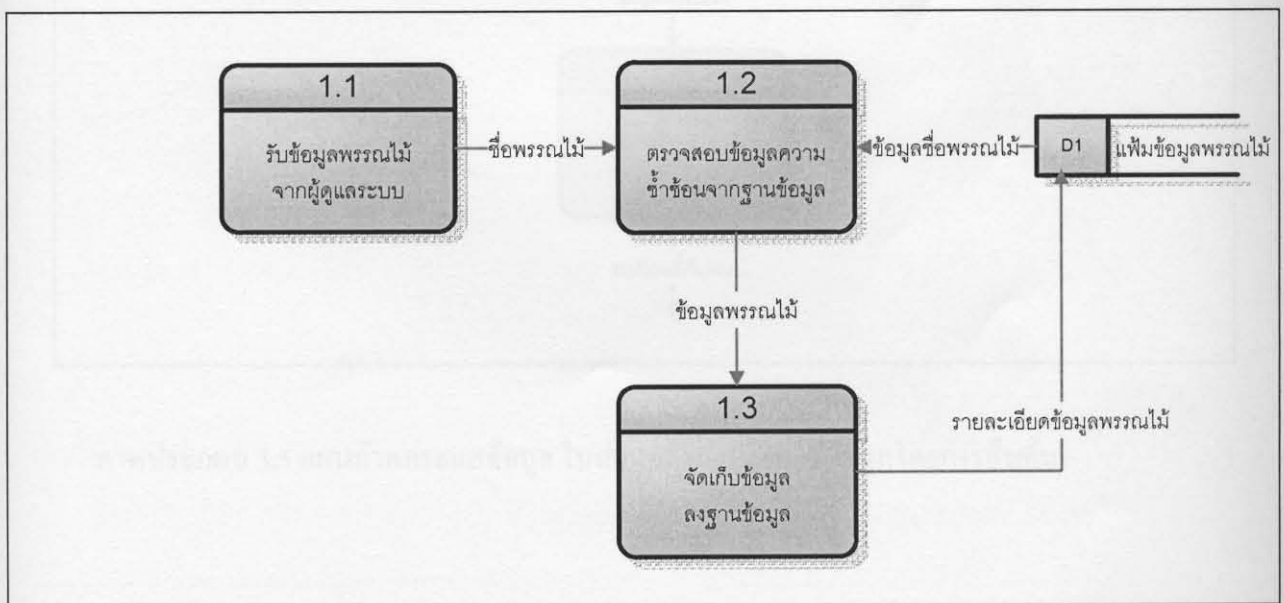 1.1
รับข้อมูลพรรณไม้
จากผู้ดูแลระบบ
ชื่อพรรณไม้
1.2
ตรวจสอบข้อมูลความ
ซ้ำซ้อนจากฐานข้อมูล
ข้อมูลชื่อพรรณไม้
D1
แฟ้มข้อมูลพรรณไม้
ข้อมูลพรรณไม้
1.3
จัดเก็บข้อมูล
ลงฐานข้อมูล
รายละเอียดข้อมูลพรรณไม้